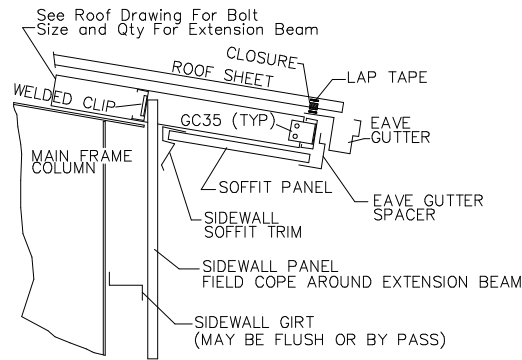 See Roof Drawing For Bolt
Size and Qty For Extension Beam
CLOSURE
ROOF SHEET
LAP TAPE
WELDED CLIP
GC35 (TYP)
EAVE
GUTTER
MAIN FRAME
COLUMN
SOFFIT PANEL
EAVE GUTTER
SPACER
SIDEWALL
SOFFIT TRIM
SIDEWALL PANEL
FIELD COPE AROUND EXTENSION BEAM
SIDEWALL GIRT
(MAY BE FLUSH OR BY PASS)